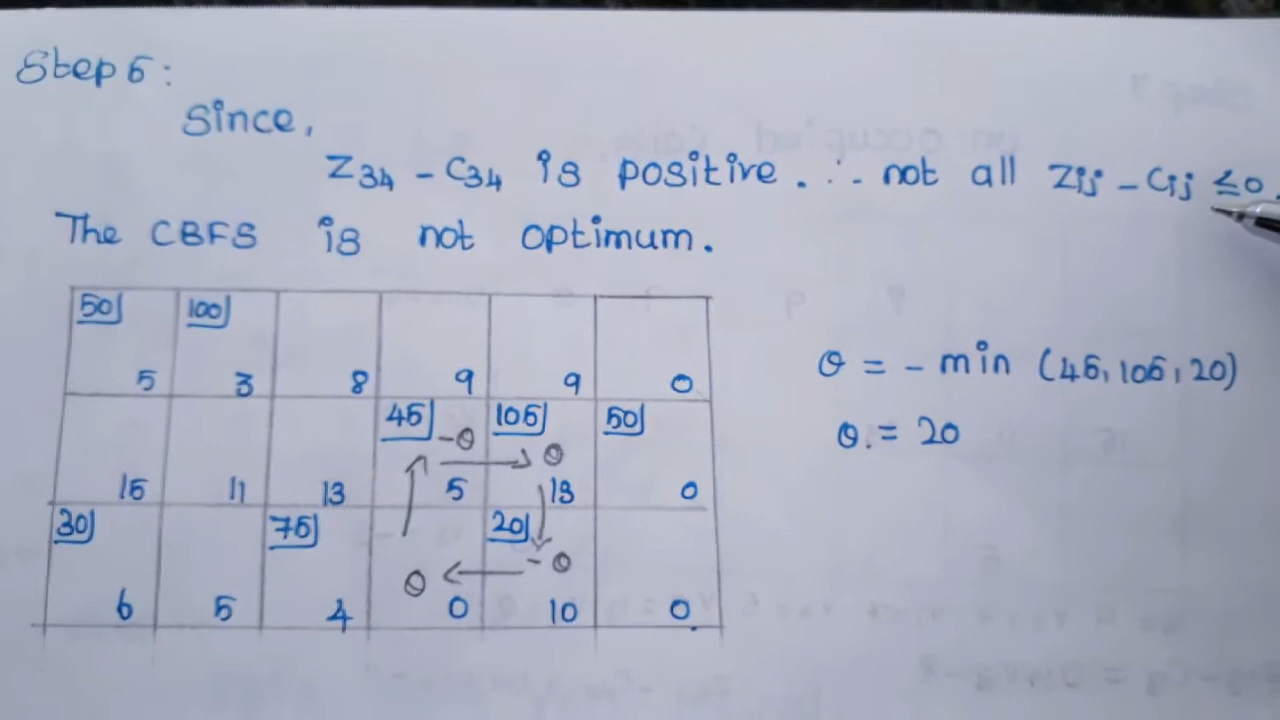 Step 5:
Since,
Z34 - C34 is positive. ∴ not all Zij - Cij ≤ 0.
The CBFS is not optimum.
50 100
5 3 8 9 9 0
45 105 50
-θ θ
15 11 13 5 13 0
30 75 20
θ -θ
6 5 4 0 10 0
θ = - min (45, 105, 20)
θ = 20